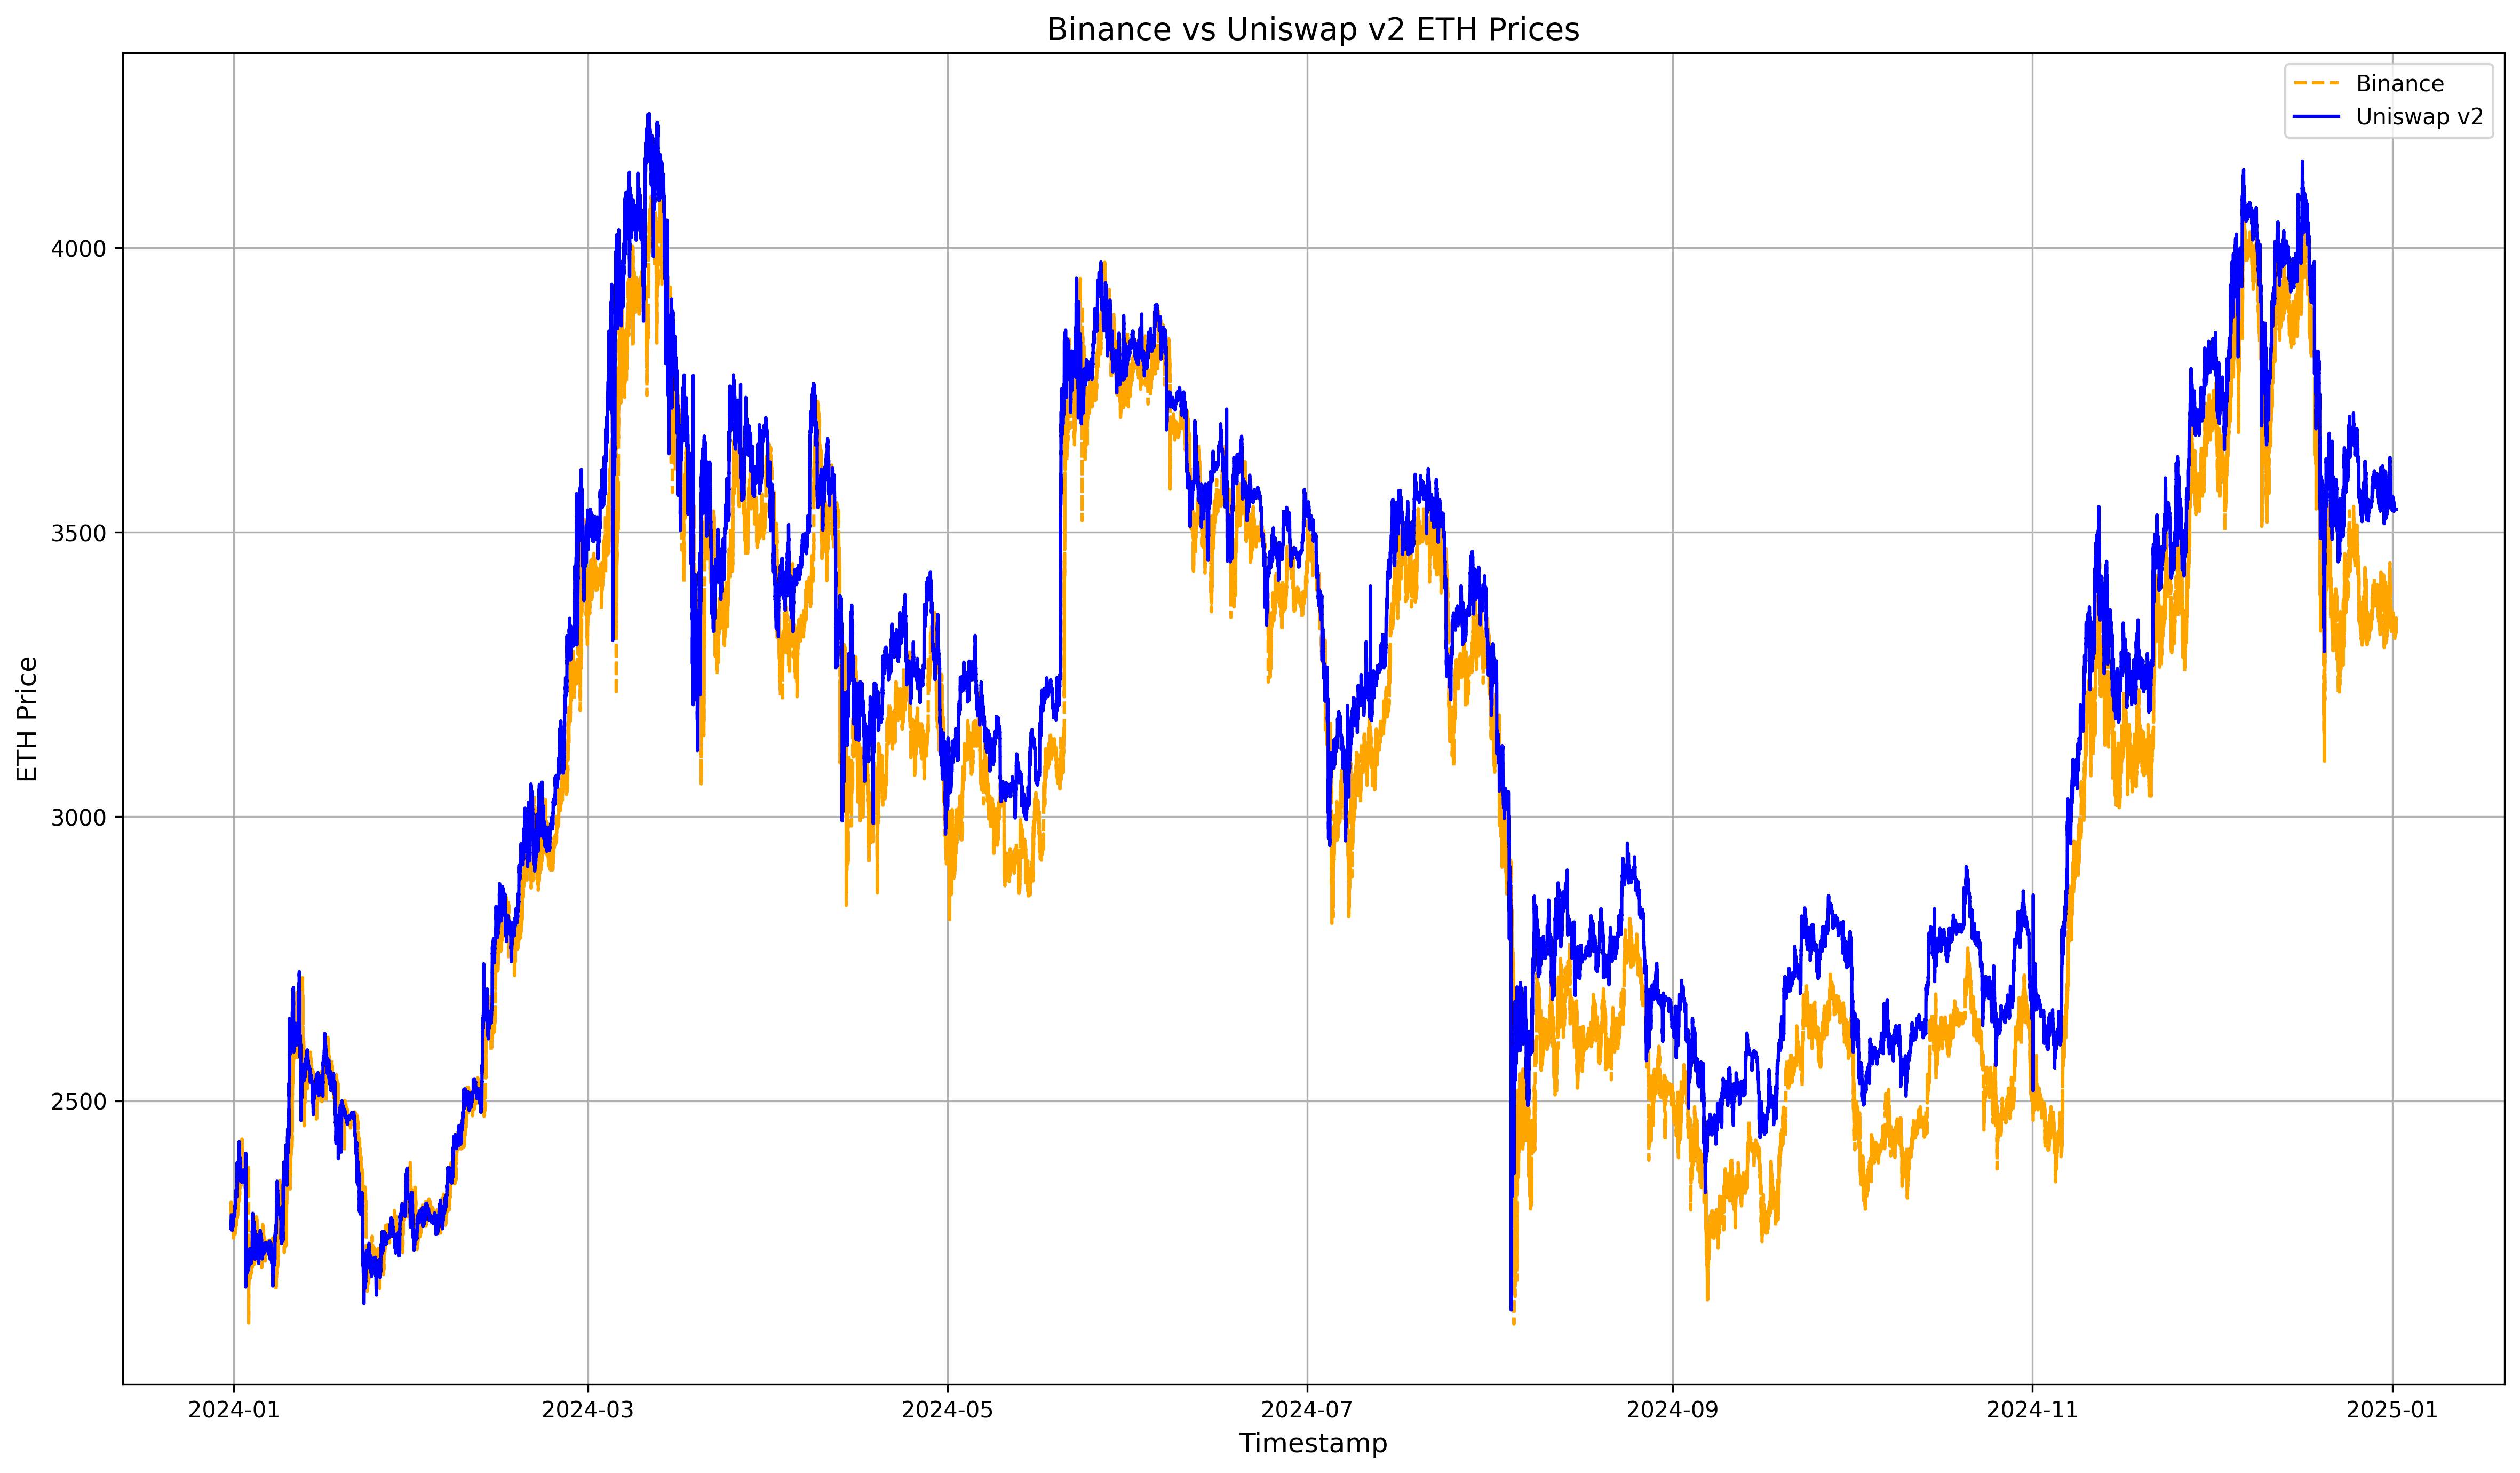 Binance vs Uniswap v2 ETH Prices
Binance
Uniswap v2
ETH Price
4000
3500
3000
2500
2024-01
2024-03
2024-05
2024-07
2024-09
2024-11
2025-01
Timestamp